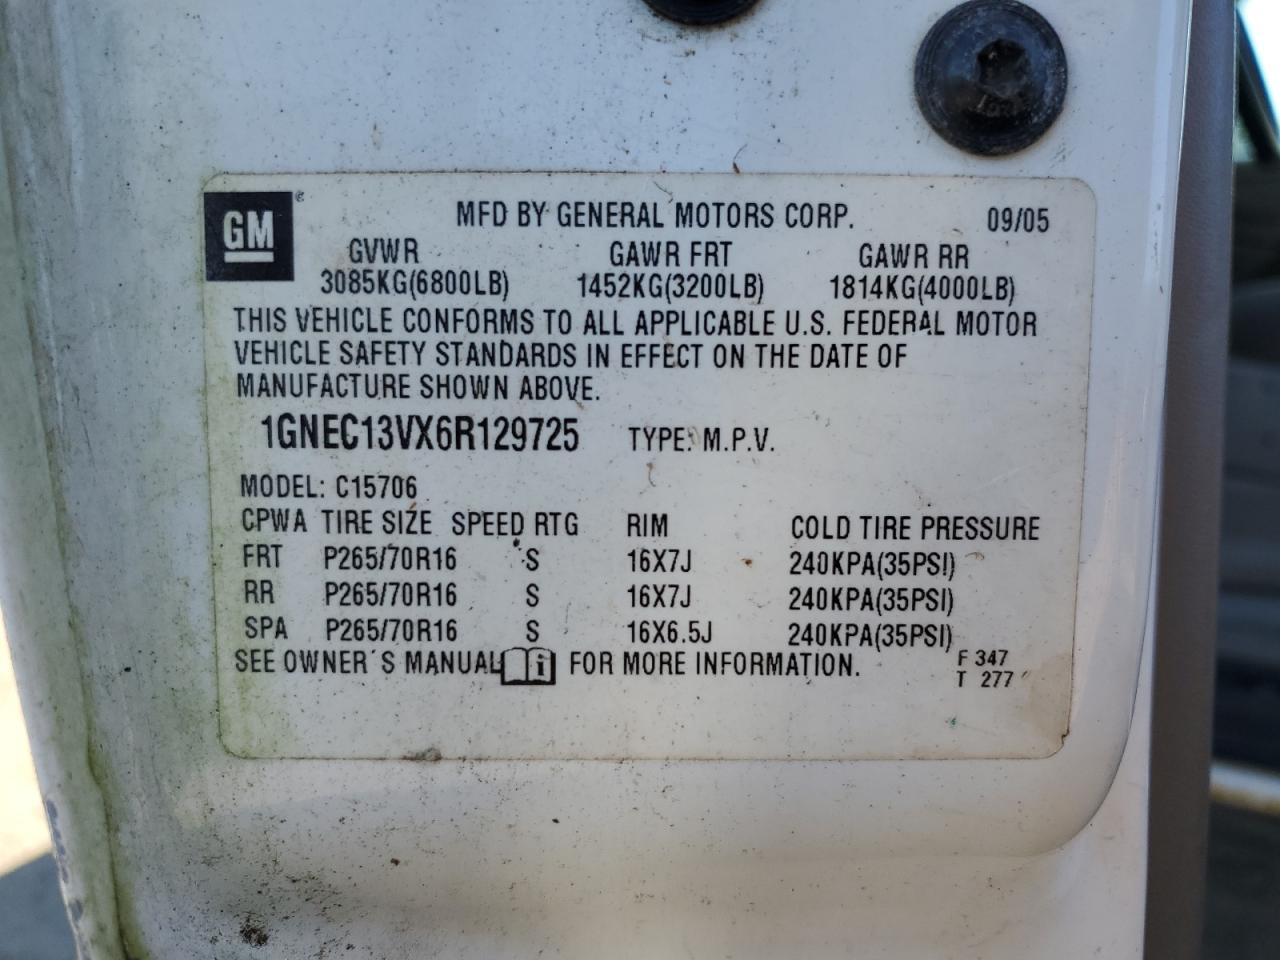 GM MFD BY GENERAL MOTORS CORP. 09/05
GVWR GAWR FRT GAWR RR
3085KG(6800LB) 1452KG(3200LB) 1814KG(4000LB)
THIS VEHICLE CONFORMS TO ALL APPLICABLE U.S. FEDERAL MOTOR
VEHICLE SAFETY STANDARDS IN EFFECT ON THE DATE OF
MANUFACTURE SHOWN ABOVE.
1GNEC13VX6R129725 TYPE: M.P.V.
MODEL: C15706
CPWA TIRE SIZE SPEED RTG RIM COLD TIRE PRESSURE
FRT P265/70R16 S 16X7J 240KPA(35PSI)
RR P265/70R16 S 16X7J 240KPA(35PSI)
SPA P265/70R16 S 16X6.5J 240KPA(35PSI)
SEE OWNER'S MANUAL FOR MORE INFORMATION. F 347
T 277